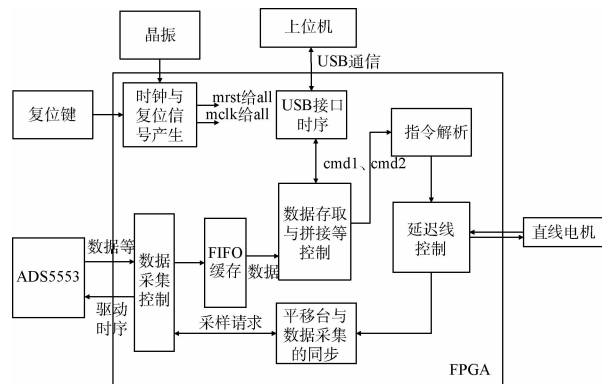 晶振
上位机
USB通信
复位键
时钟与
复位信
号产生
mrst给all
mclk给all
USB接口
时序
指令解析
cmd1、cmd2
数据存取
与拼接等
控制
延迟线
控制
直线电机
ADS5553
数据等
驱动
时序
数据
采集
控制
FIFO
缓存
数据
采样请求
平移台与
数据采集
的同步
FPGA